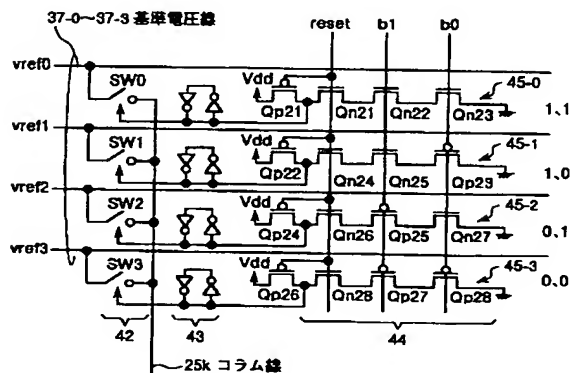 37-0～37-3 基準電圧線
reset b1 b0
vref0
SW0
Vdd
Qp21 Qn21 Qn22 Qn23
45-0
1、1
vref1
SW1
Vdd
Qp22 Qn24 Qn25 Qp23
45-1
1、0
vref2
SW2
Vdd
Qp24 Qn26 Qp25 Qn27
45-2
0、1
vref3
SW3
Vdd
Qp26 Qn28 Qp27 Qp28
45-3
0、0
42 43 44
25k コラム線